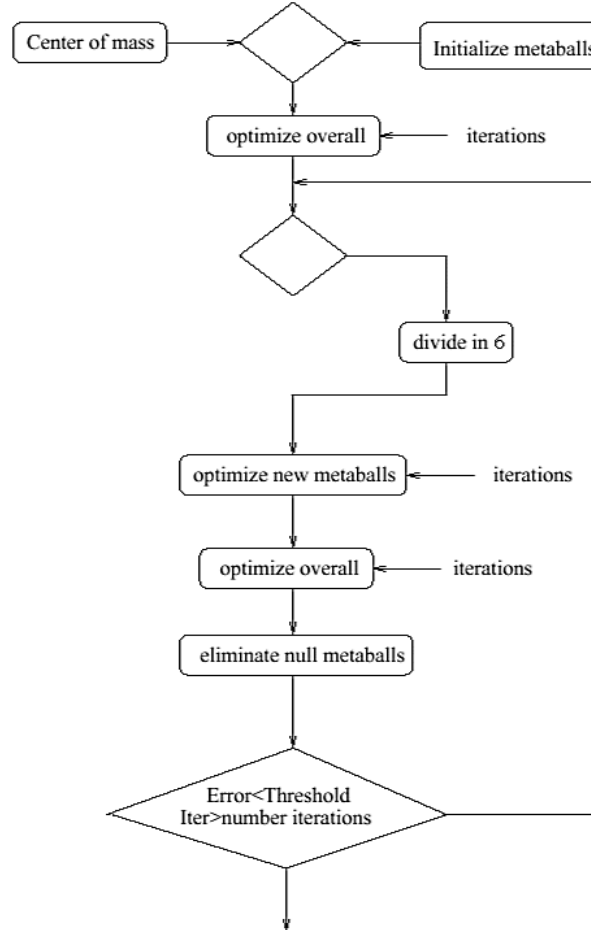 Center of mass
Initialize metaballs
optimize overall
iterations
divide in 6
optimize new metaballs
iterations
optimize overall
iterations
eliminate null metaballs
Error<Threshold
Iter>number iterations